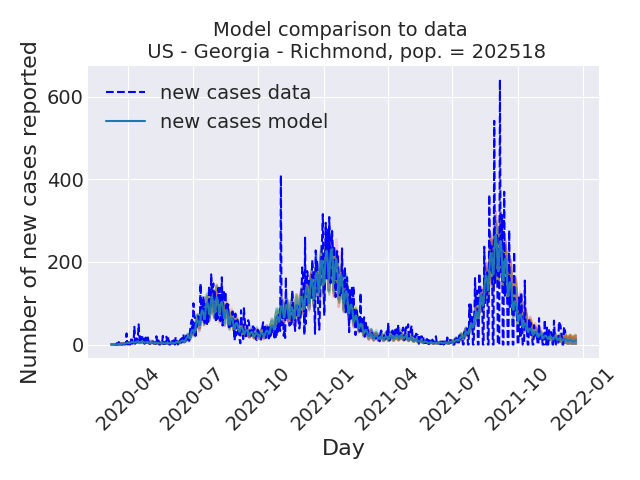 Model comparison to data
US - Georgia - Richmond, pop. = 202518
Number of new cases reported
600
400
200
0
new cases data
new cases model
2020-04
2020-07
2020-10
2021-01
2021-04
2021-07
2021-10
2022-01
Day